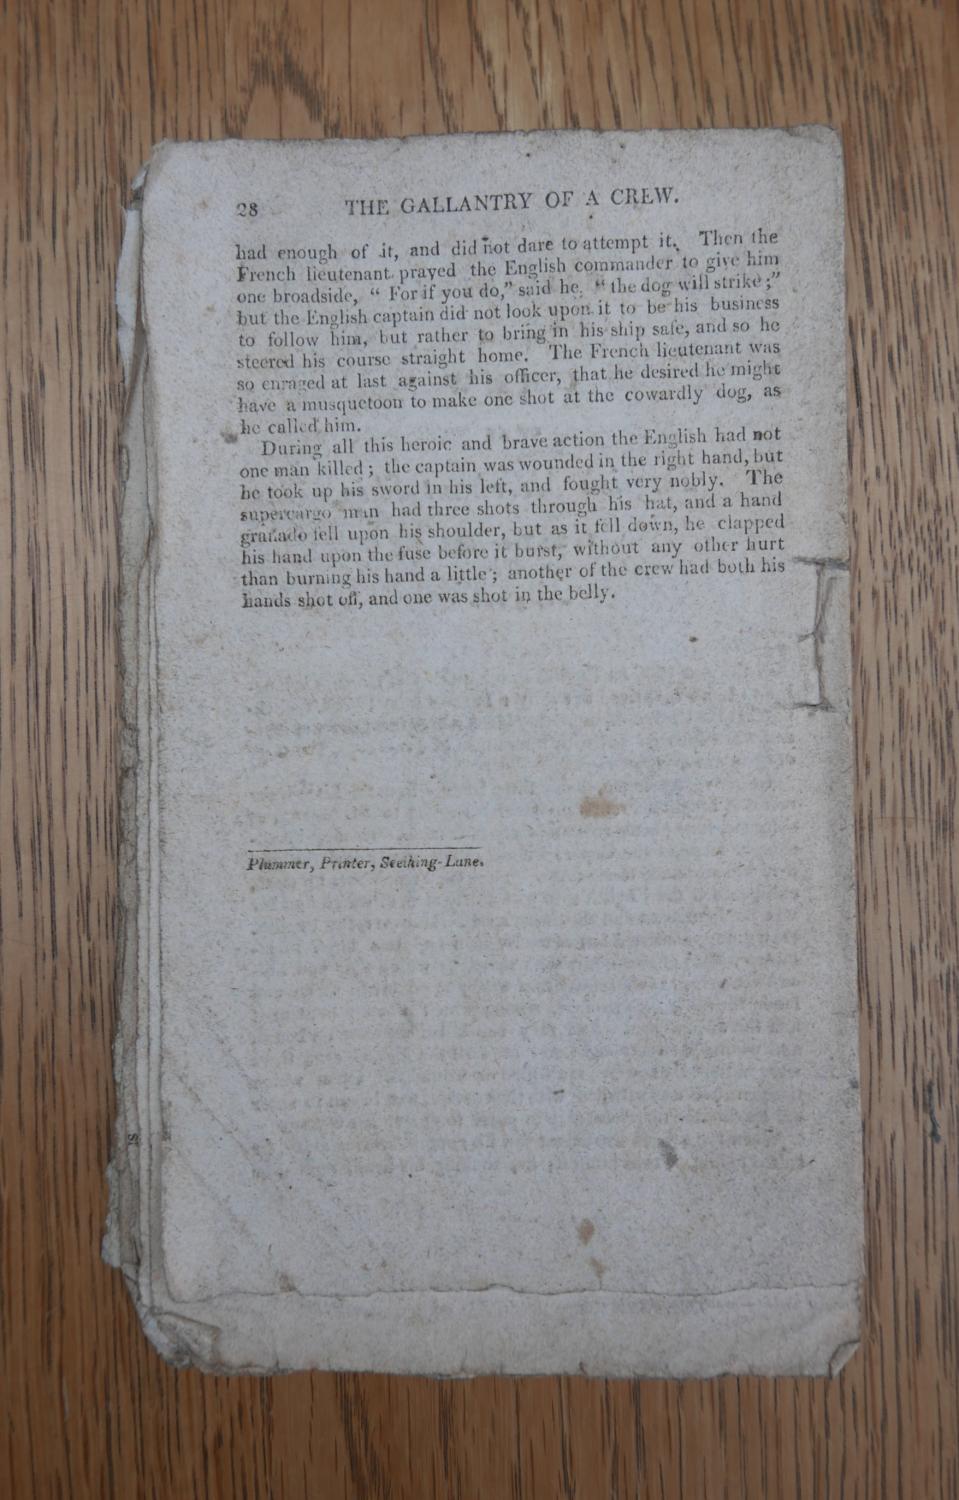 28 THE GALLANTRY OF A CREW.
had enough of it, and did not dare to attempt it. Then the
French lieutenant prayed the English commander to give him
one broadside, “ For if you do,” said he, “ the dog will strike ;”
but the English captain did not look upon it to be his business
to follow him, but rather to bring in his ship safe, and so he
steered his course straight home. The French lieutenant was
so enraged at last against his officer, that he desired he might
have a musquetoon to make one shot at the cowardly dog, as
he called him.
During all this heroic and brave action the English had not
one man killed ; the captain was wounded in the right hand, but
he took up his sword in his left, and fought very nobly. The
supercargo man had three shots through his hat, and a hand
granado fell upon his shoulder, but as it fell down, he clapped
his hand upon the fuse before it burst, without any other hurt
than burning his hand a little ; another of the crew had both his
hands shot off, and one was shot in the belly.
Plummer, Printer, Seething-Lane.